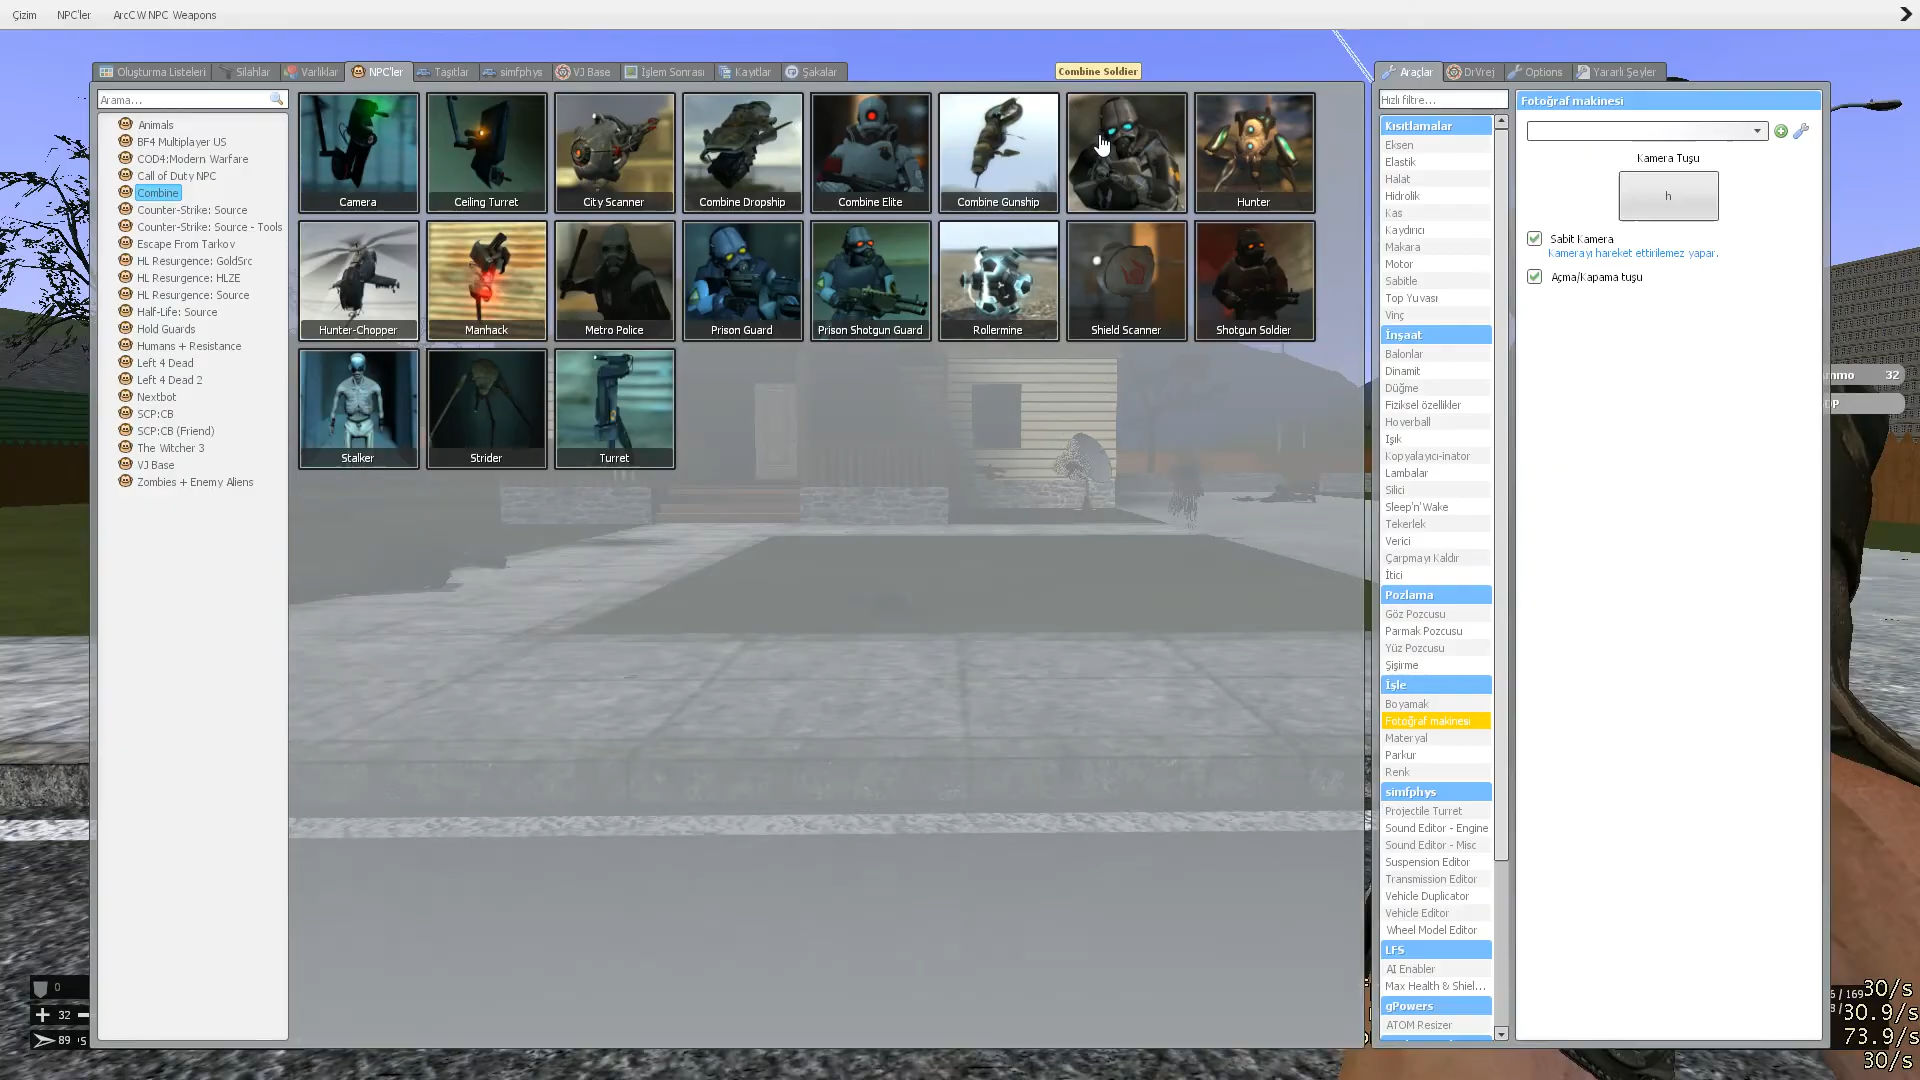 Çizim NPC'ler ArcCW NPC Weapons
Oluşturma Listeleri Silahlar Varlıklar NPC'ler Taşıtlar simfphys VJ Base İşlem Sonrası Kayıtlar Şakalar
Combine Soldier
Araçlar DrVrej Options Yararlı Şeyler
Arama...
Animals
BF4 Multiplayer US
COD4:Modern Warfare
Call of Duty NPC
Combine
Counter-Strike: Source
Counter-Strike: Source - Tools
Escape From Tarkov
HL Resurgence: GoldSrc
HL Resurgence: HLZE
HL Resurgence: Source
Half-Life: Source
Hold Guards
Humans + Resistance
Left 4 Dead
Left 4 Dead 2
Nextbot
SCP:CB
SCP:CB (Friend)
The Witcher 3
VJ Base
Zombies + Enemy Aliens
Camera Ceiling Turret City Scanner Combine Dropship Combine Elite Combine Gunship Hunter
Hunter-Chopper Manhack Metro Police Prison Guard Prison Shotgun Guard Rollermine Shield Scanner Shotgun Soldier
Stalker Strider Turret
Hızlı filtre...
Kısıtlamalar
Eksen
Elastik
Halat
Hidrolik
Kas
Kaydırıcı
Makara
Motor
Sabitle
Top Yuvası
Vinç
İnşaat
Balonlar
Dinamit
Düğme
Fiziksel özellikler
Hoverball
Işık
Kopyalayıcı-inator
Lambalar
Silici
Sleep'n'Wake
Tekerlek
Verici
Çarpmayı Kaldır
İtici
Pozlama
Göz Pozcusu
Parmak Pozcusu
Yüz Pozcusu
Şişirme
İşle
Boyamak
Fotoğraf makinesi
Materyal
Parkur
Renk
simfphys
Projectile Turret
Sound Editor - Engine
Sound Editor - Misc
Suspension Editor
Transmission Editor
Vehicle Duplicator
Vehicle Editor
Wheel Model Editor
LFS
AI Enabler
Max Health & Shiel...
gPowers
ATOM Resizer
Fotoğraf makinesi
Kamera Tuşu
h
Sabit Kamera
Kamerayı hareket ettirilemez yapar.
Açma/Kapama tuşu
32
0
32
89
/ 169
30/s
30.9/s
73.9/s
30/s